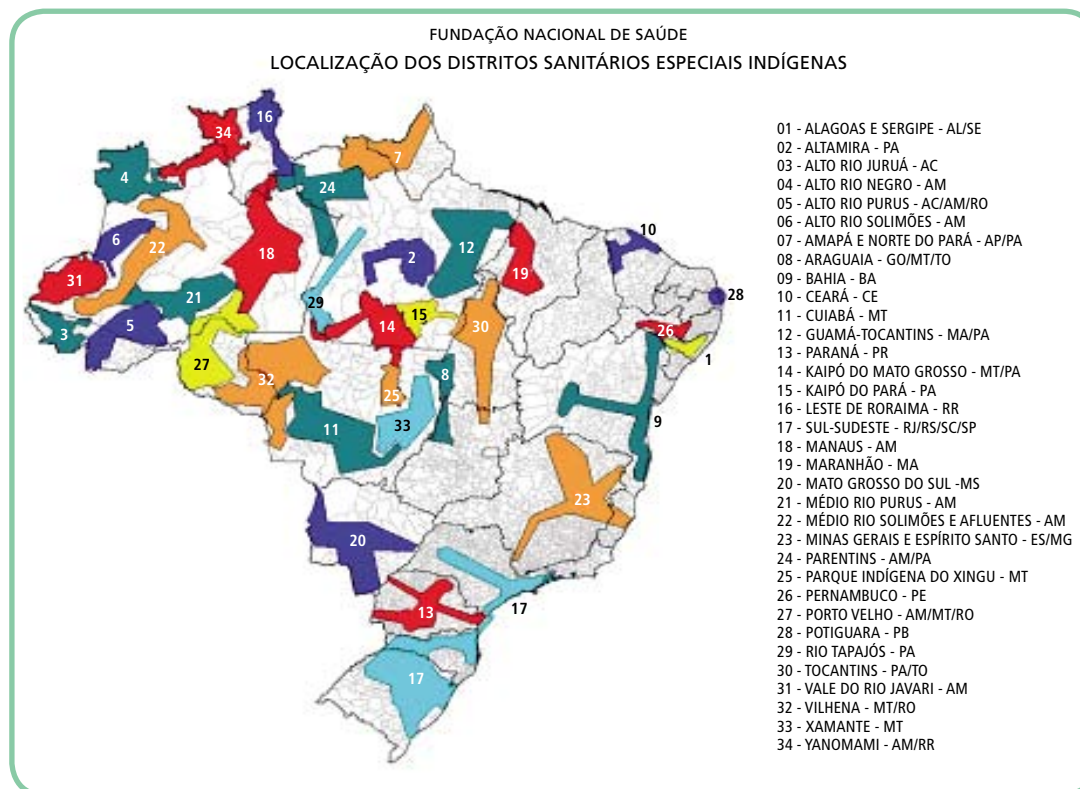 FUNDAÇÃO NACIONAL DE SAÚDE
LOCALIZAÇÃO DOS DISTRITOS SANITÁRIOS ESPECIAIS INDÍGENAS
34
16
7
4
24
10
6
22
18
2
12
19
31
28
21
29
15
14
30
26
3
5
1
27
32
25
8
33
11
9
23
20
17
13
17
01 - ALAGOAS E SERGIPE - AL/SE
02 - ALTAMIRA - PA
03 - ALTO RIO JURUÁ - AC
04 - ALTO RIO NEGRO - AM
05 - ALTO RIO PURUS - AC/AM/RO
06 - ALTO RIO SOLIMÕES - AM
07 - AMAPÁ E NORTE DO PARÁ - AP/PA
08 - ARAGUAIA - GO/MT/TO
09 - BAHIA - BA
10 - CEARÁ - CE
11 - CUIABÁ - MT
12 - GUAMÁ-TOCANTINS - MA/PA
13 - PARANÁ - PR
14 - KAIPÓ DO MATO GROSSO - MT/PA
15 - KAIPÓ DO PARÁ - PA
16 - LESTE DE RORAIMA - RR
17 - SUL-SUDESTE - RJ/RS/SC/SP
18 - MANAUS - AM
19 - MARANHÃO - MA
20 - MATO GROSSO DO SUL -MS
21 - MÉDIO RIO PURUS - AM
22 - MÉDIO RIO SOLIMÕES E AFLUENTES - AM
23 - MINAS GERAIS E ESPÍRITO SANTO - ES/MG
24 - PARENTINS - AM/PA
25 - PARQUE INDÍGENA DO XINGU - MT
26 - PERNAMBUCO - PE
27 - PORTO VELHO - AM/MT/RO
28 - POTIGUARA - PB
29 - RIO TAPAJÓS - PA
30 - TOCANTINS - PA/TO
31 - VALE DO RIO JAVARI - AM
32 - VILHENA - MT/RO
33 - XAMANTE - MT
34 - YANOMAMI - AM/RR